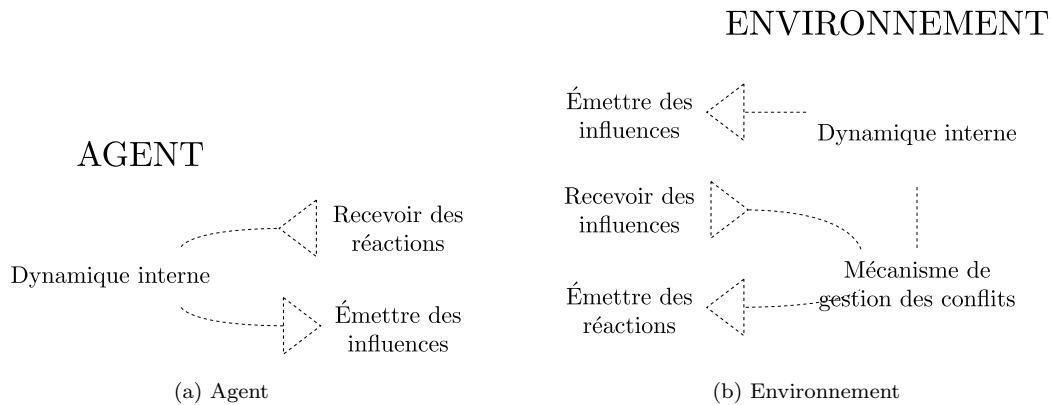 AGENT
Recevoir des
réactions
Dynamique interne
Émettre des
influences
(a) Agent
ENVIRONNEMENT
Émettre des
influences
Dynamique interne
Recevoir des
influences
Mécanisme de
gestion des conflits
Émettre des
réactions
(b) Environnement